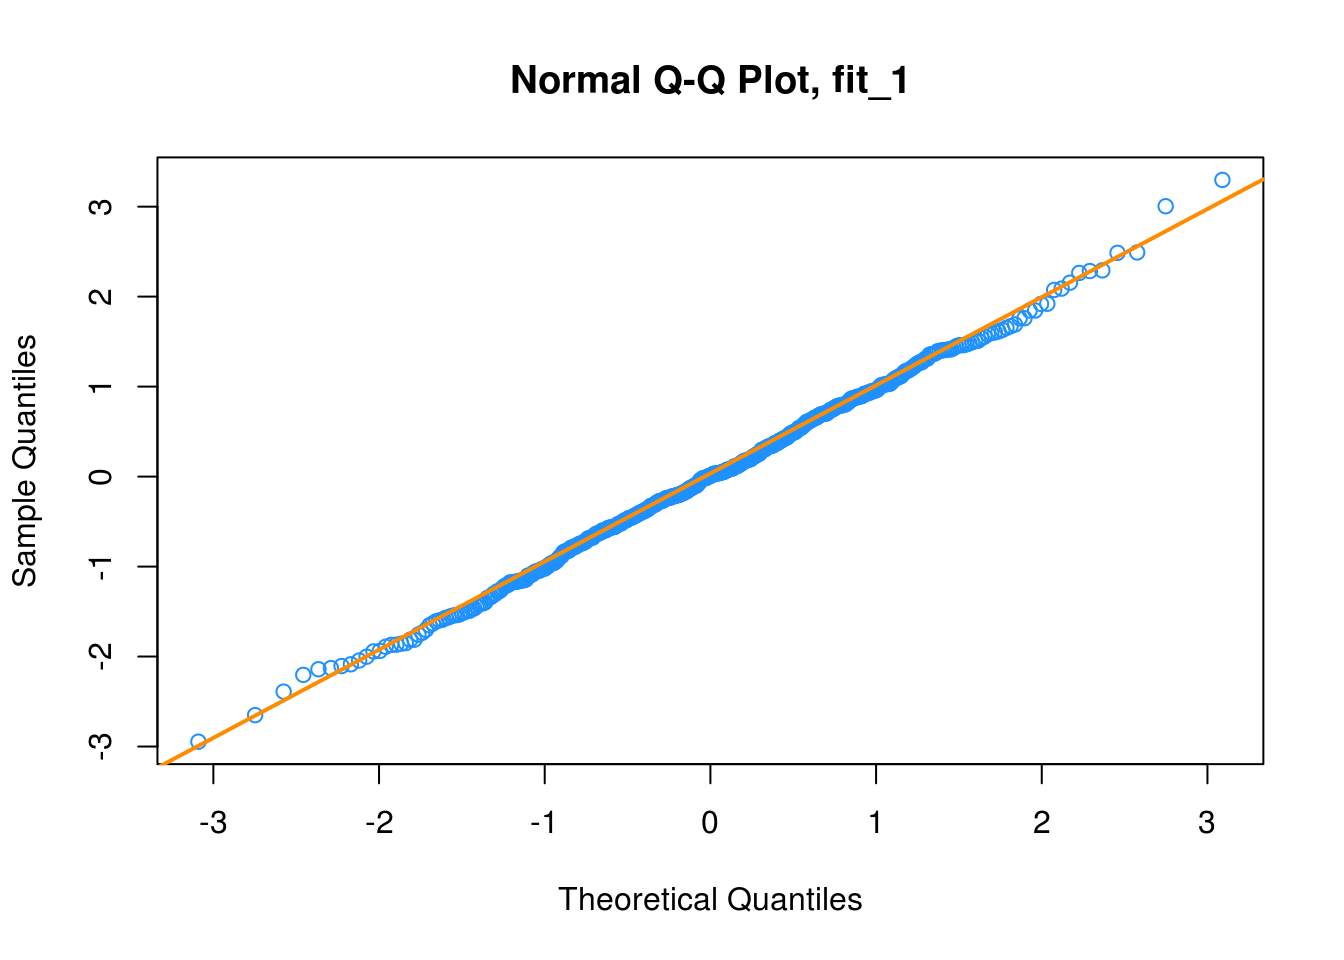 Normal Q-Q Plot, fit_1
Sample Quantiles
3
2
1
0
-1
-2
-3
-3 -2 -1 0 1 2 3
Theoretical Quantiles